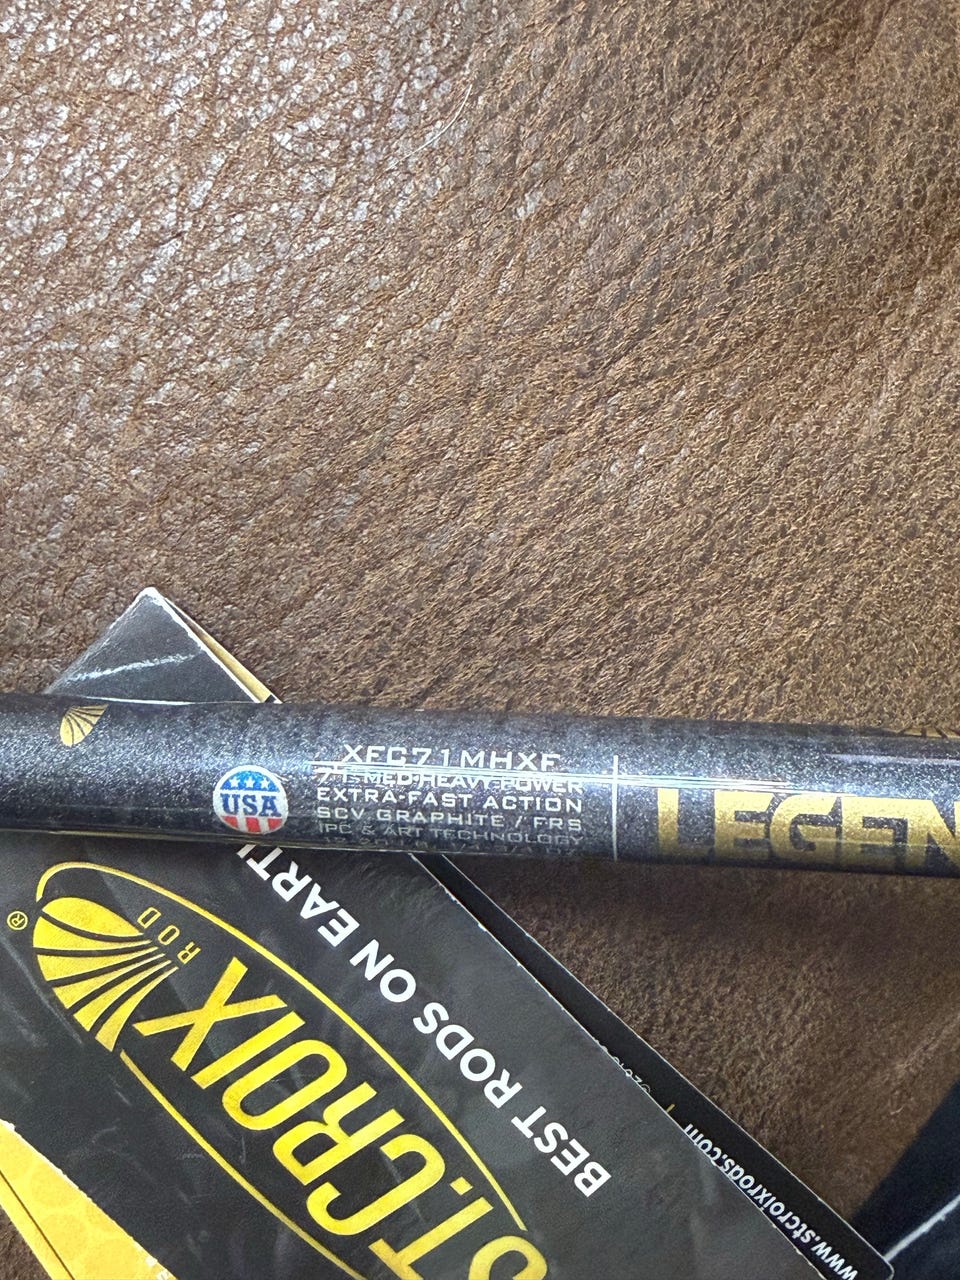 XFC71MHXF
7'1" MED-HEAVY POWER
EXTRA-FAST ACTION
SCV GRAPHITE / FRS
IPC & ART TECHNOLOGY
USA
LEGEN
ST.CROIX
ROD
®
BEST RODS ON EARTH
www.stcroixrods.com